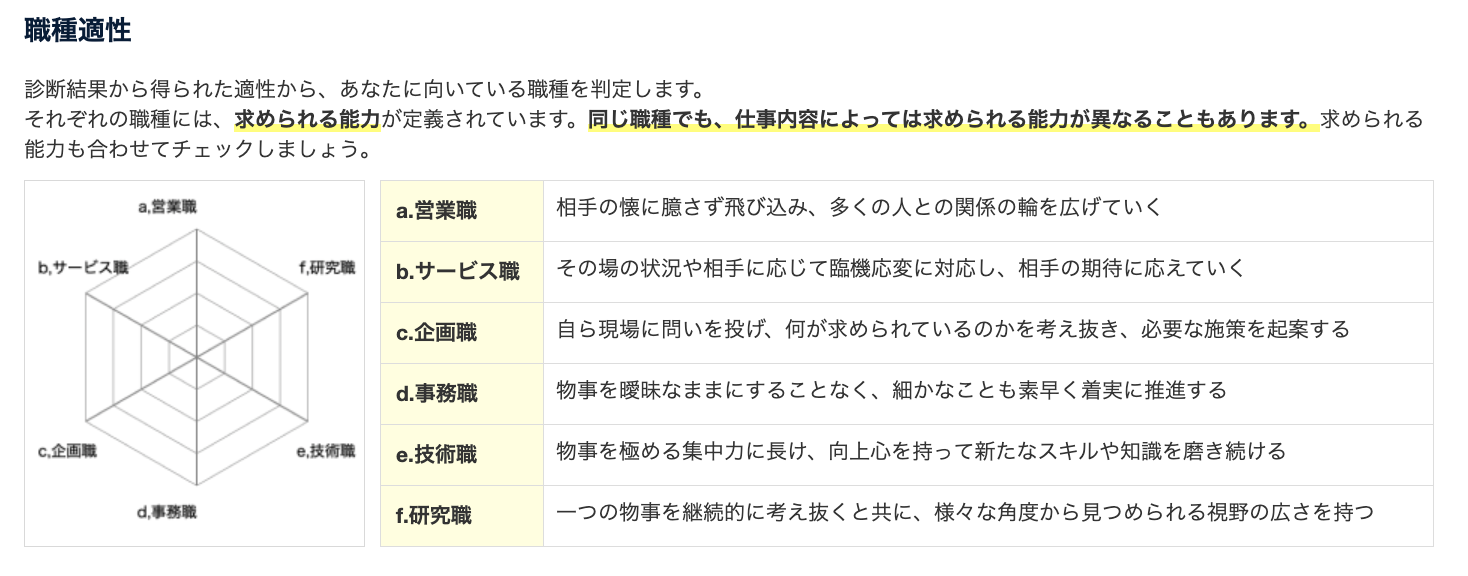 職種適性
診断結果から得られた適性から、あなたに向いている職種を判定します。
それぞれの職種には、求められる能力が定義されています。同じ職種でも、仕事内容によっては求められる能力が異なることもあります。求められる
能力も合わせてチェックしましょう。
a,営業職
b,サービス職
f,研究職
c,企画職
e,技術職
d,事務職
a.営業職 相手の懐に臆さず飛び込み、多くの人との関係の輪を広げていく
b.サービス職 その場の状況や相手に応じて臨機応変に対応し、相手の期待に応えていく
c.企画職 自ら現場に問いを投げ、何が求められているのかを考え抜き、必要な施策を起案する
d.事務職 物事を曖昧なままにすることなく、細かなことも素早く着実に推進する
e.技術職 物事を極める集中力に長け、向上心を持って新たなスキルや知識を磨き続ける
f.研究職 一つの物事を継続的に考え抜くと共に、様々な角度から見つめられる視野の広さを持つ